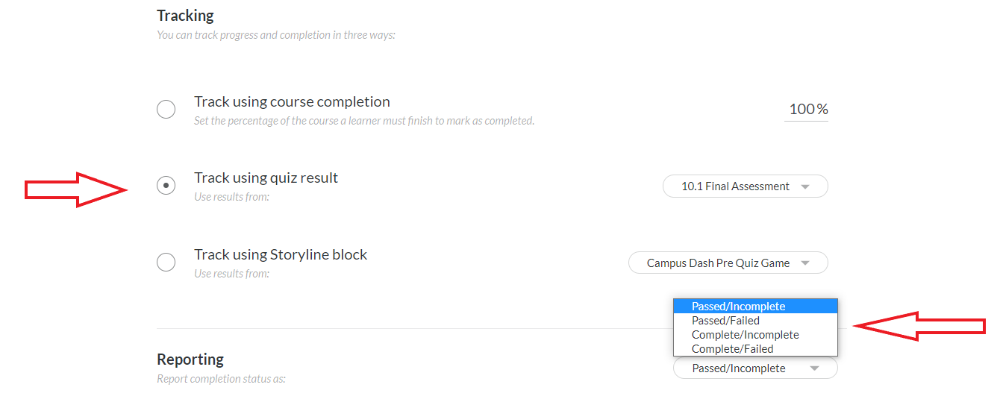 Tracking
You can track progress and completion in three ways:
Track using course completion
Set the percentage of the course a learner must finish to mark as completed.
100 %
Track using quiz result
Use results from:
10.1 Final Assessment
Track using Storyline block
Use results from:
Campus Dash Pre Quiz Game
Passed/Incomplete
Passed/Failed
Complete/Incomplete
Complete/Failed
Reporting
Report completion status as:
Passed/Incomplete